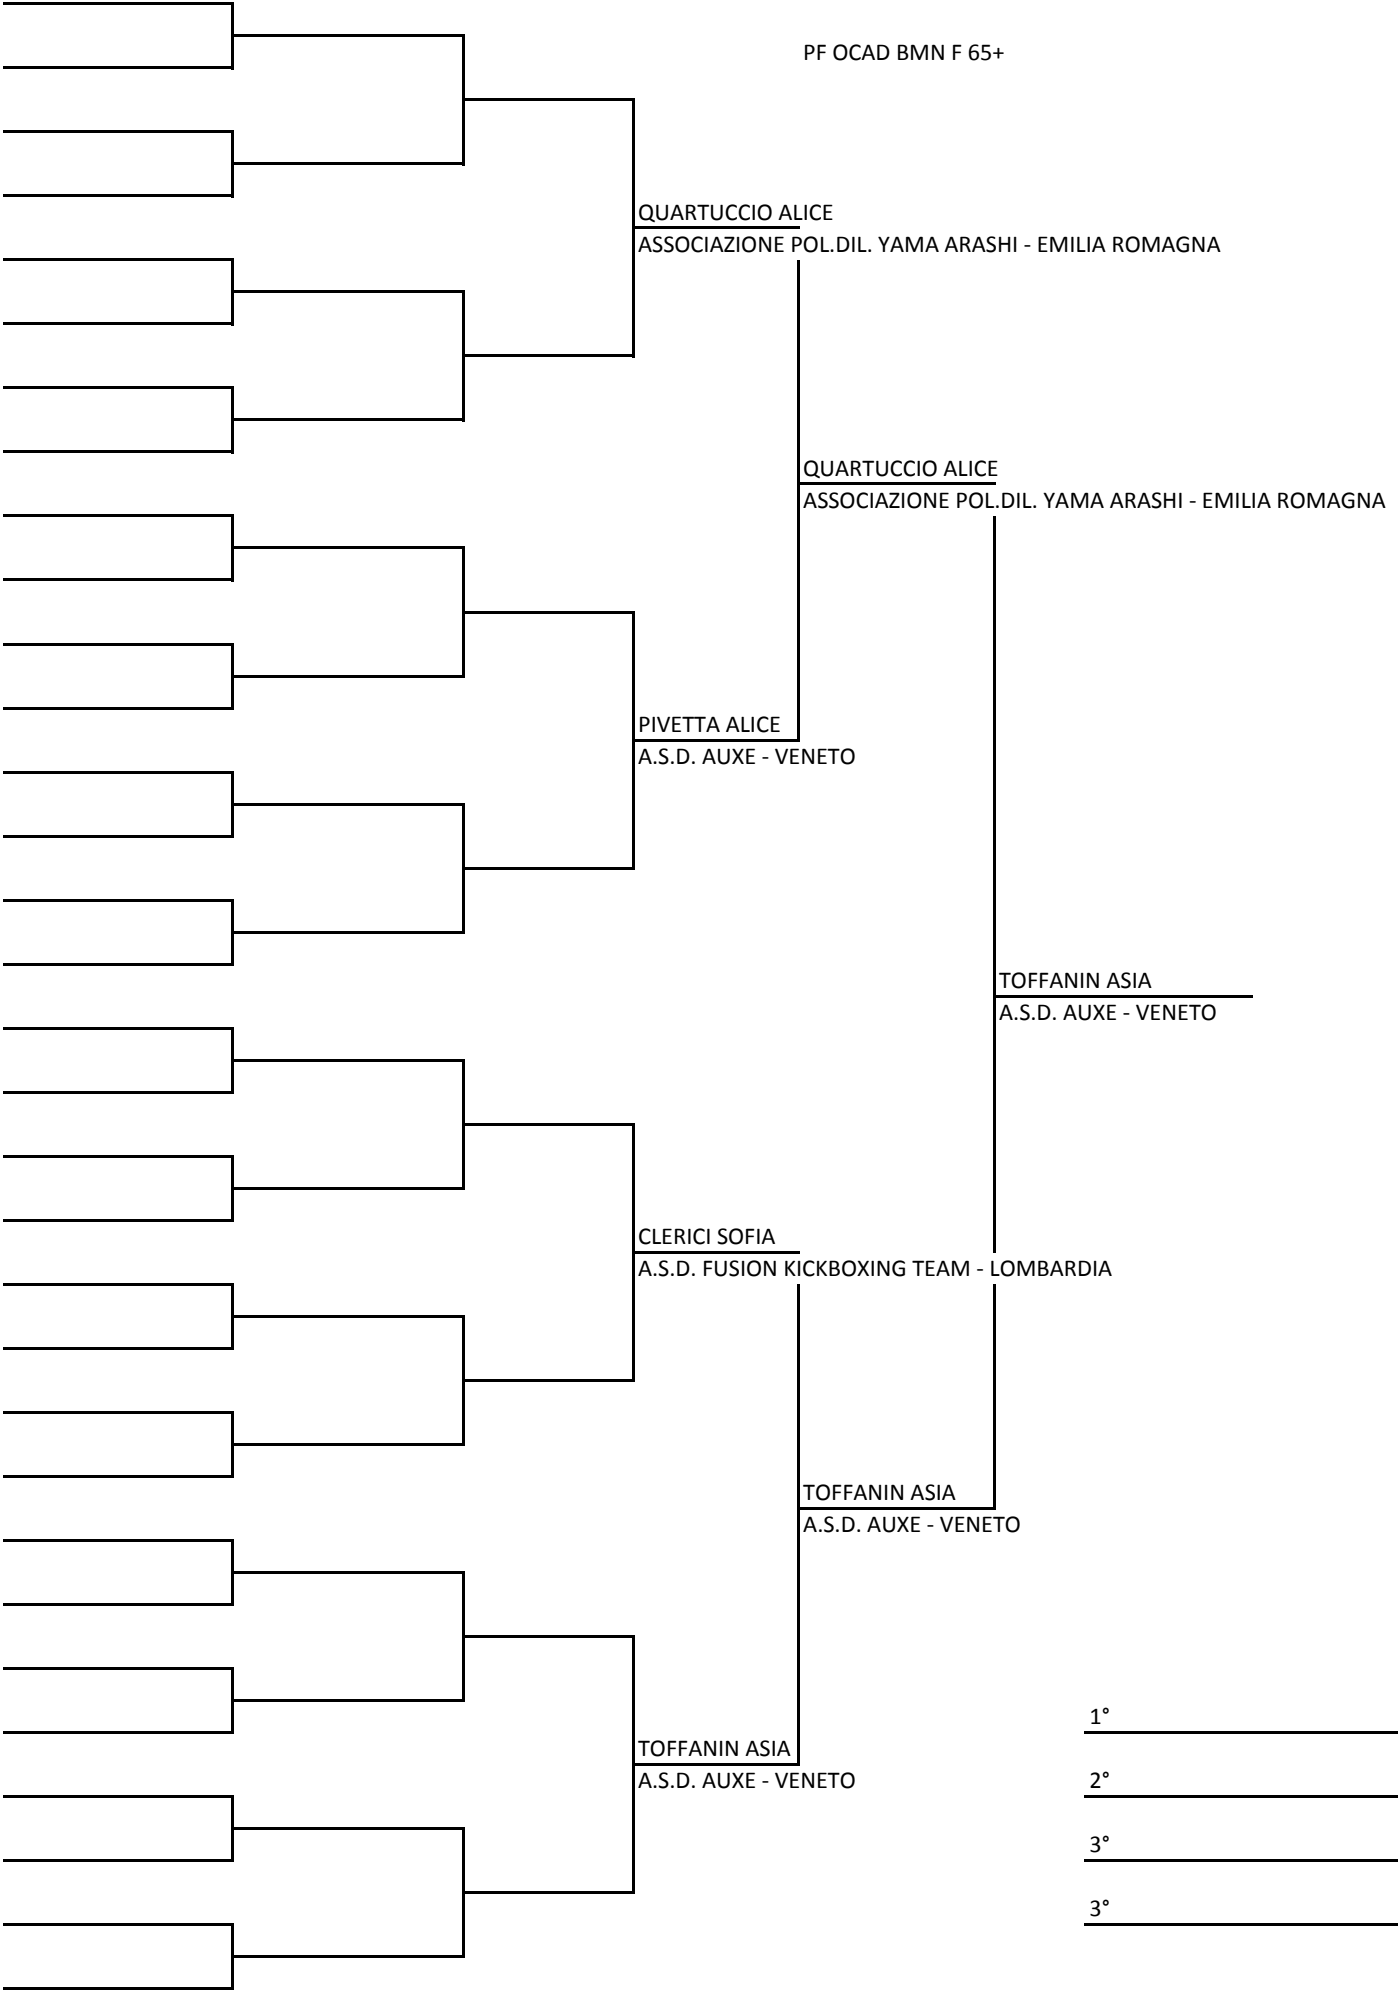 PF OCAD BMN F 65+
QUARTUCCIO ALICE
ASSOCIAZIONE POL.DIL. YAMA ARASHI - EMILIA ROMAGNA
QUARTUCCIO ALICE
ASSOCIAZIONE POL.DIL. YAMA ARASHI - EMILIA ROMAGNA
PIVETTA ALICE
A.S.D. AUXE - VENETO
TOFFANIN ASIA
A.S.D. AUXE - VENETO
CLERICI SOFIA
A.S.D. FUSION KICKBOXING TEAM - LOMBARDIA
TOFFANIN ASIA
A.S.D. AUXE - VENETO
TOFFANIN ASIA
A.S.D. AUXE - VENETO
1°
2°
3°
3°